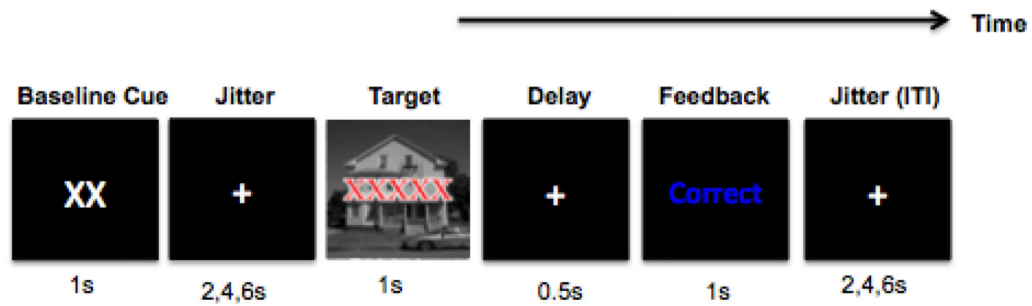 Time
Baseline Cue Jitter Target Delay Feedback Jitter (ITI)
XX + XXXXX + Correct +
1s 2,4,6s 1s 0.5s 1s 2,4,6s